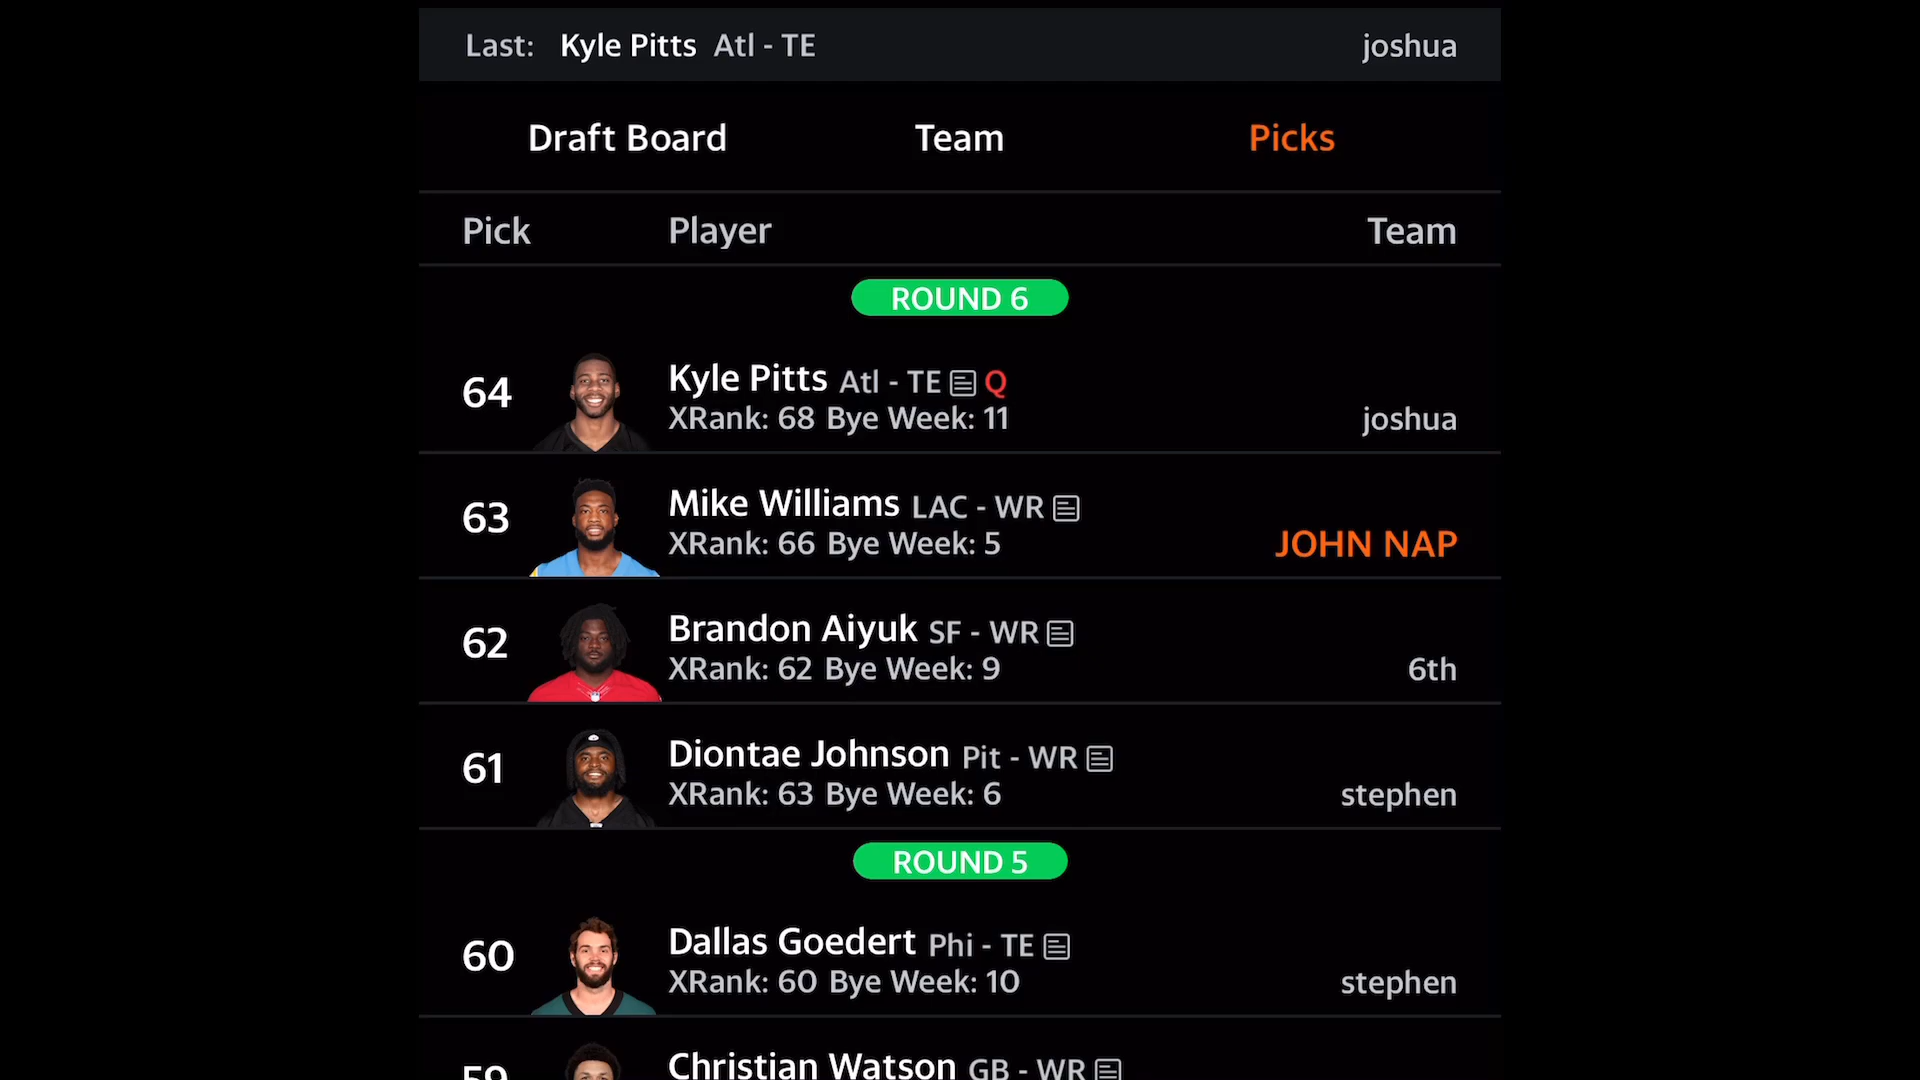 Last: Kyle Pitts Atl - TE joshua
Draft Board Team Picks
Pick Player Team
ROUND 6
64 Kyle Pitts Atl - TE Q
XRank: 68 Bye Week: 11 joshua
63 Mike Williams LAC - WR
XRank: 66 Bye Week: 5 JOHN NAP
62 Brandon Aiyuk SF - WR
XRank: 62 Bye Week: 9 6th
61 Diontae Johnson Pit - WR
XRank: 63 Bye Week: 6 stephen
ROUND 5
60 Dallas Goedert Phi - TE
XRank: 60 Bye Week: 10 stephen
59 Christian Watson GB - WR